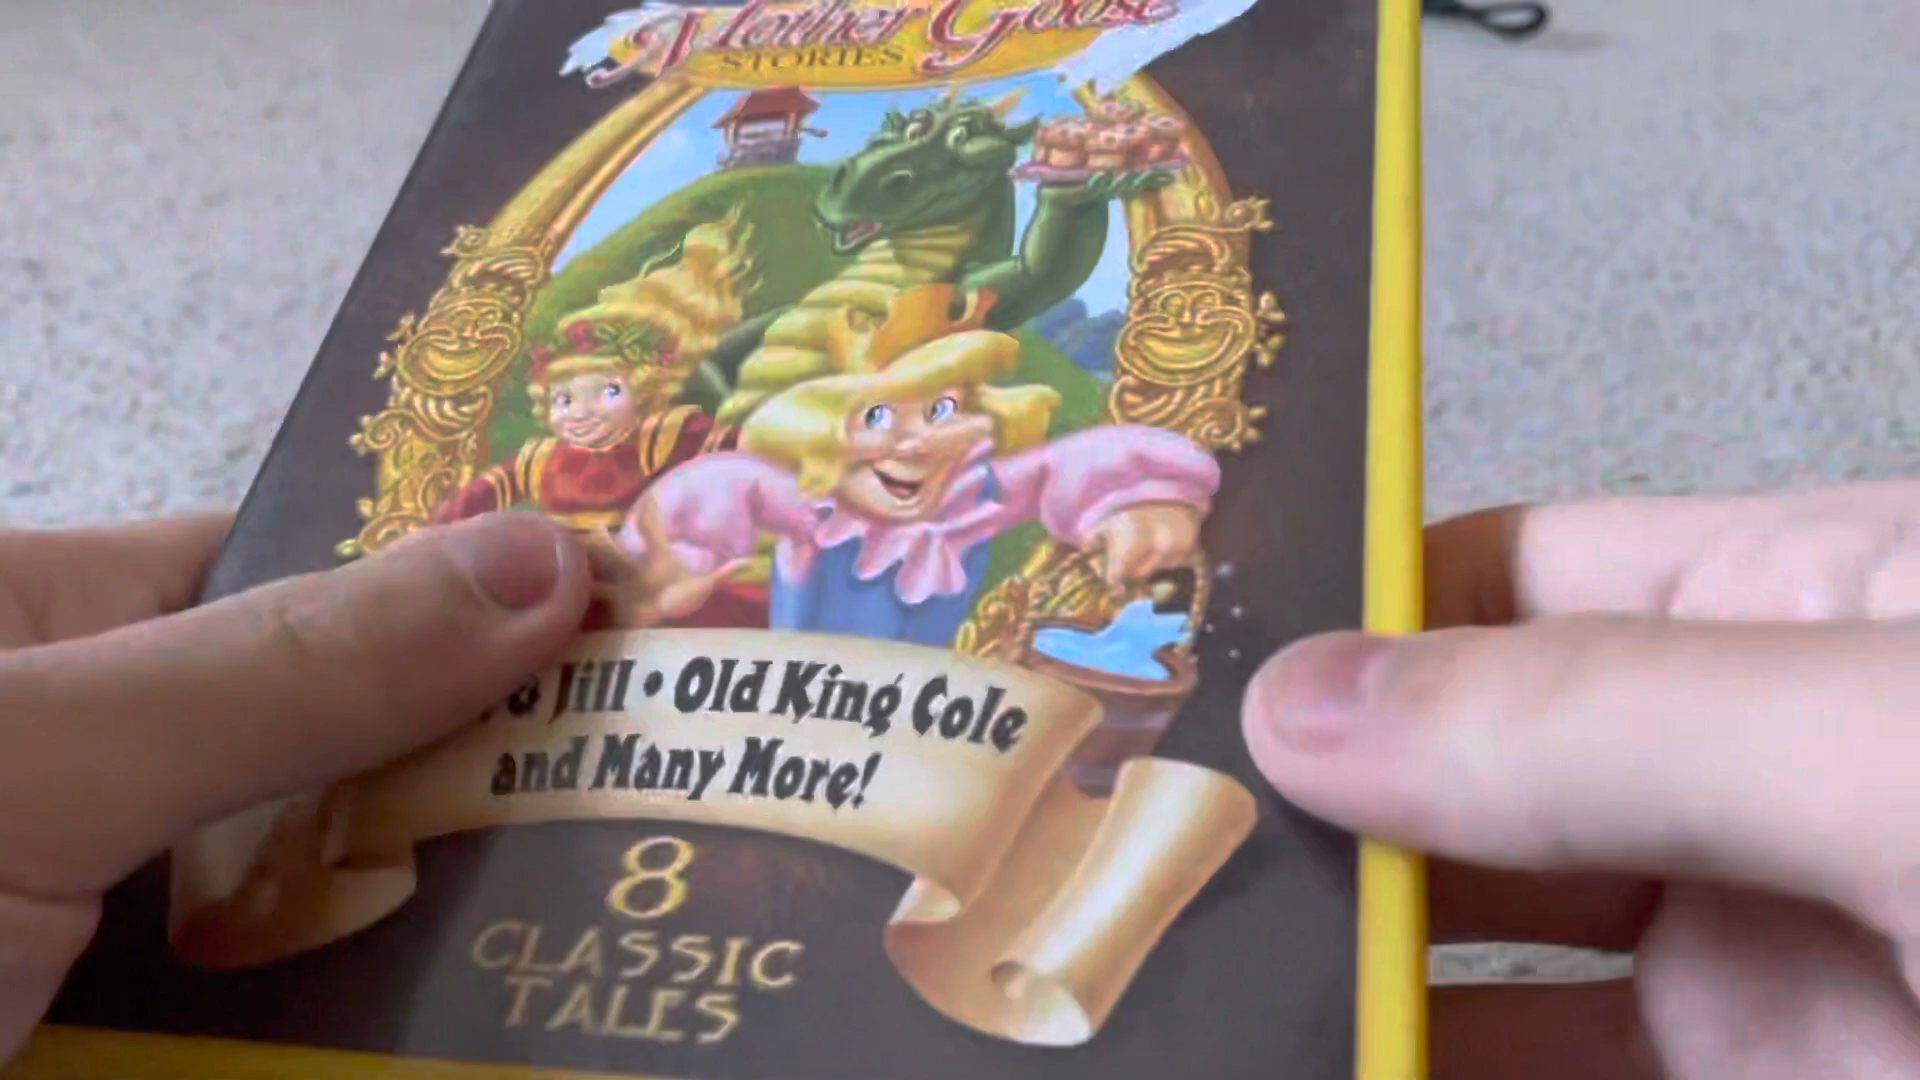 Mother Goose
STORIES
& Jill • Old King Cole
and Many More!
8
CLASSIC
TALES